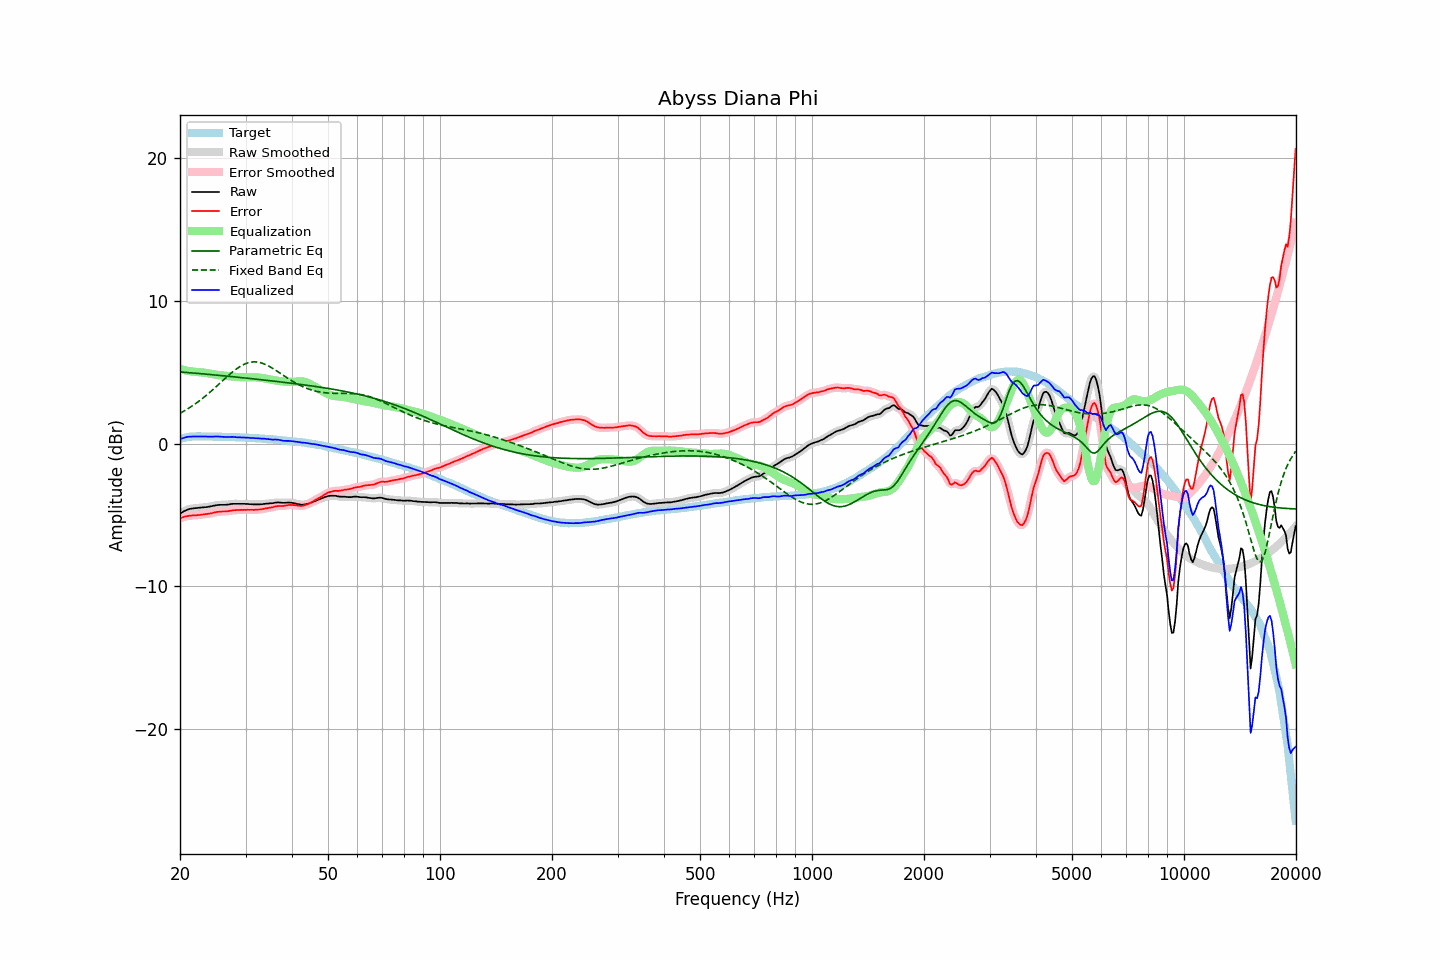 Abyss Diana Phi
Target
Raw Smoothed
Error Smoothed
Raw
Error
Equalization
Parametric Eq
Fixed Band Eq
Equalized
20
10
0
−10
−20
Amplitude (dBr)
20
50
100
200
500
1000
2000
5000
10000
20000
Frequency (Hz)